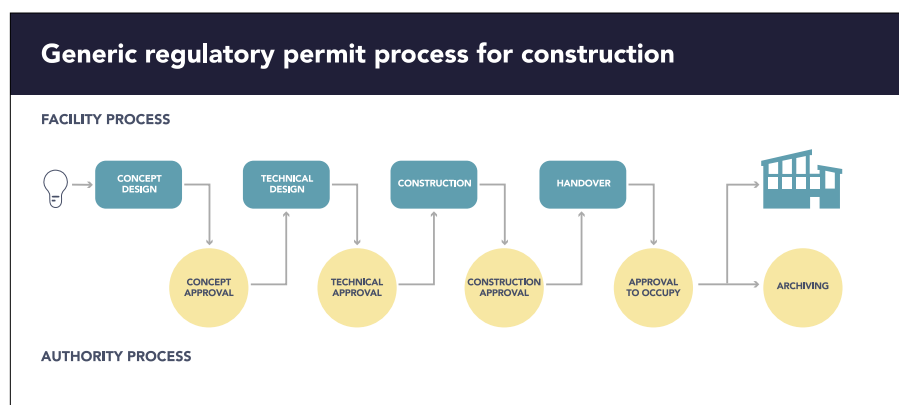 Generic regulatory permit process for construction
FACILITY PROCESS
CONCEPT
DESIGN
TECHNICAL
DESIGN
CONSTRUCTION
HANDOVER
CONCEPT
APPROVAL
TECHNICAL
APPROVAL
CONSTRUCTION
APPROVAL
APPROVAL
TO OCCUPY
ARCHIVING
AUTHORITY PROCESS